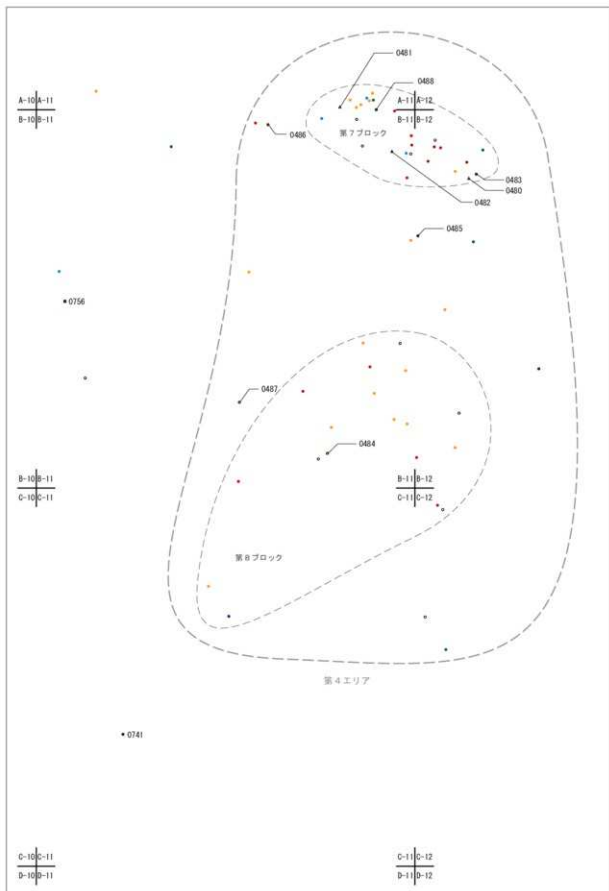 0481
0488
A-10 A-11
B-10 B-11
A-11 A-12
B-11 B-12
0486
第7ブロック
0483
0480
0482
0485
0756
0487
0484
B-10 B-11
C-10 C-11
B-11 B-12
C-11 C-12
第8ブロック
第4エリア
0741
C-10 C-11
D-10 D-11
C-11 C-12
D-11 D-12